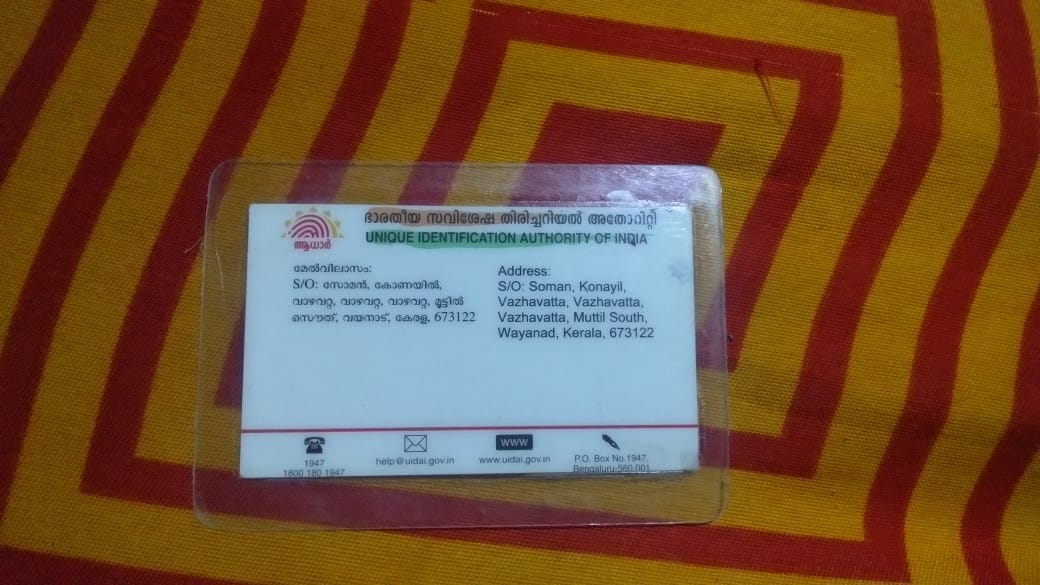 ഭാരതീയ സവിശേഷ തിരിച്ചറിയൽ അതോറിറ്റി
UNIQUE IDENTIFICATION AUTHORITY OF INDIA
ആധാർ
മേൽവിലാസം:
S/O: സോമൻ, കോണയിൽ,
വാഴവറ്റ, വാഴവറ്റ, വാഴവറ്റ, മുട്ടിൽ
സൌത്, വയനാട്, കേരള, 673122
Address:
S/O: Soman, Konayil,
Vazhavatta, Vazhavatta,
Vazhavatta, Muttil South,
Wayanad, Kerala, 673122
1947
1800 180 1947
help@uidai.gov.in
WWW
www.uidai.gov.in
P.O. Box No.1947,
Bengaluru-560 001